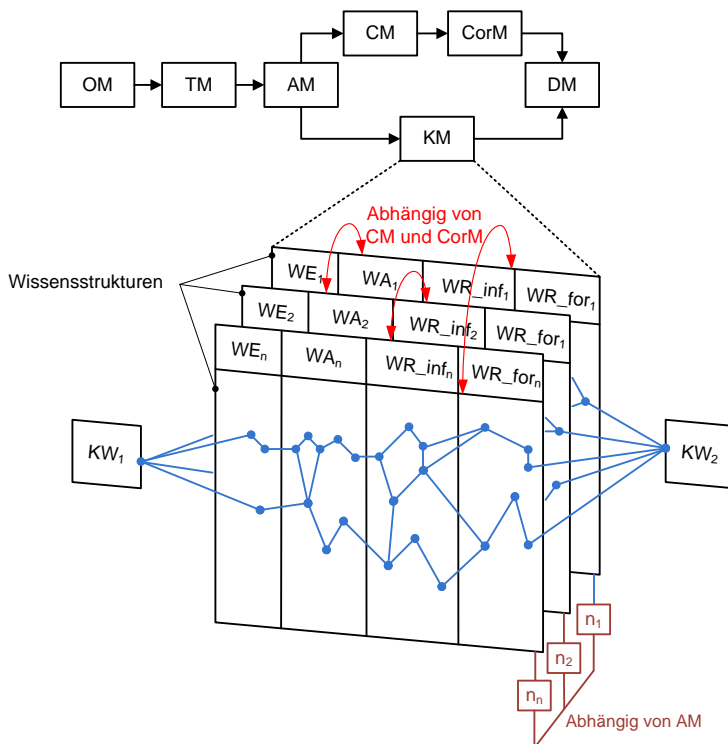 CM
CorM
OM
TM
AM
DM
KM
Abhängig von
CM und CorM
Wissensstrukturen
WE₁
WA₁
WR_inf₁
WR_for₁
WE₂
WA₂
WR_inf₂
WR_for₁
WEₙ
WAₙ
WR_infₙ
WR_forₙ
KW₁
KW₂
n₁
n₂
nₙ
Abhängig von AM